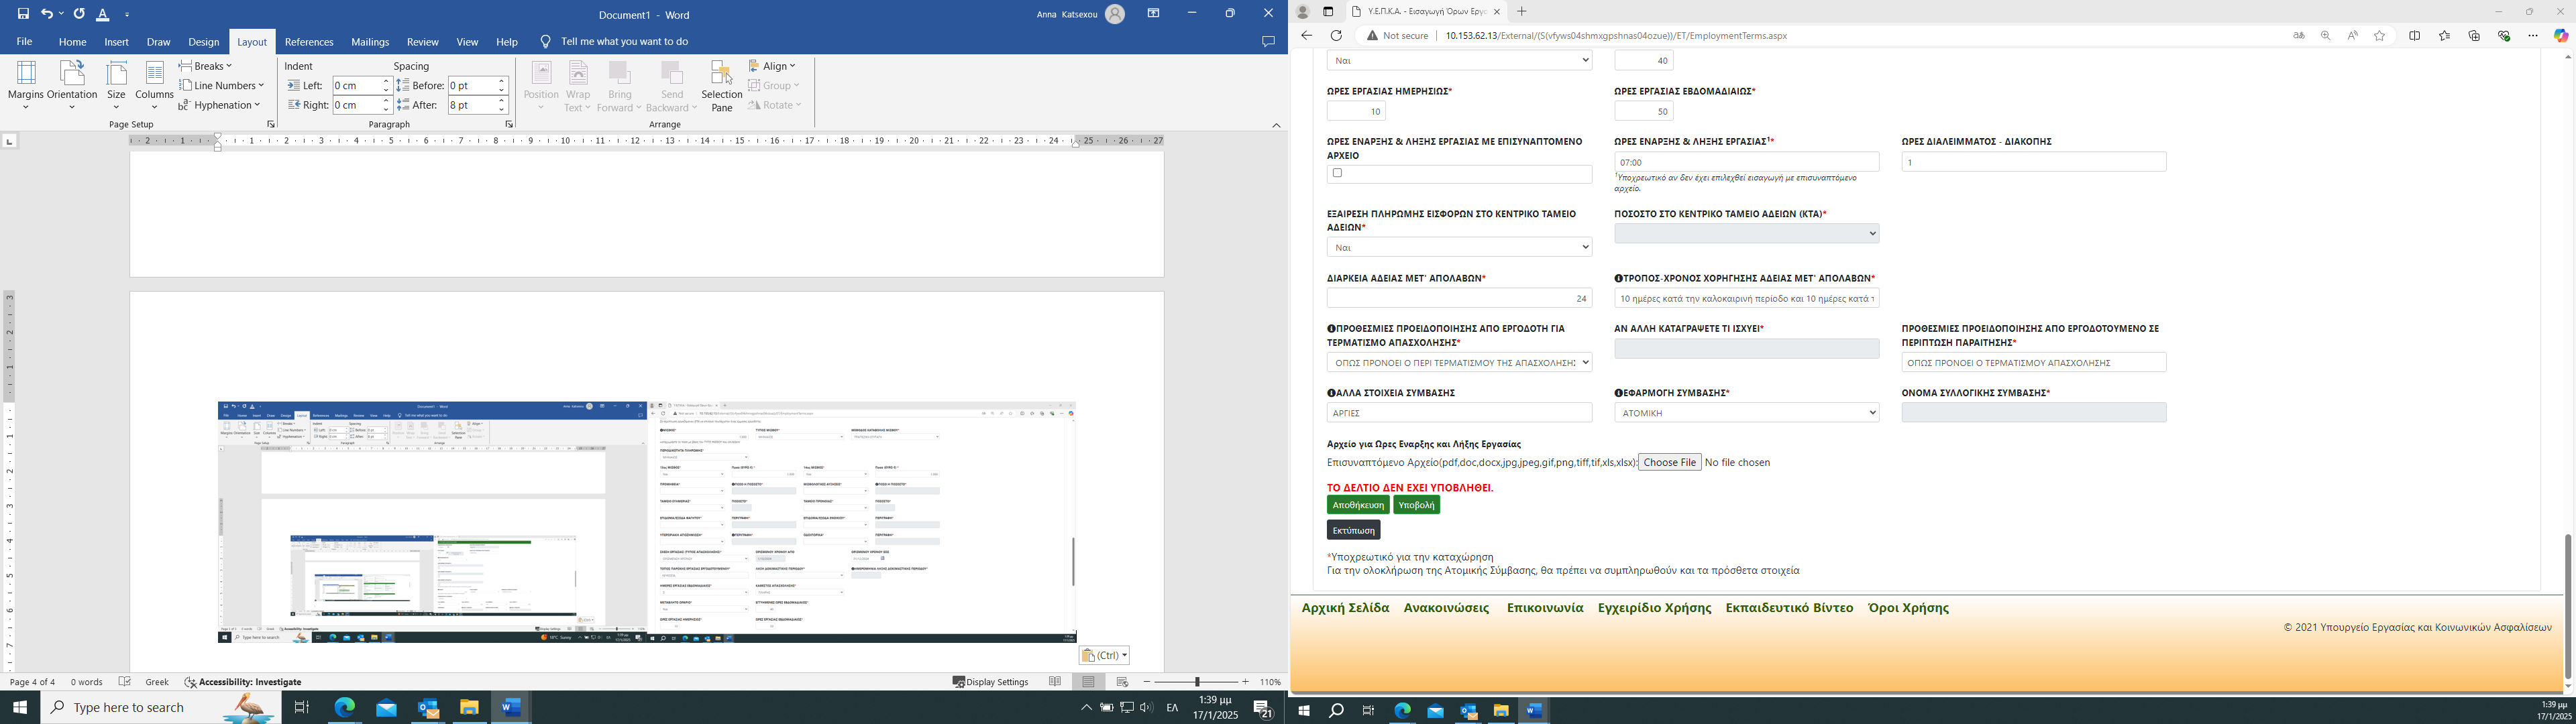 Document1 - Word
Anna Katsexou
File Home Insert Draw Design Layout References Mailings Review View Help Tell me what you want to do
Margins Orientation Size Columns
Breaks
Line Numbers
Hyphenation
Page Setup
Indent Spacing
Left: 0 cm Before: 0 pt
Right: 0 cm After: 8 pt
Paragraph
Position Wrap Text Bring Forward Send Backward Selection Pane
Align
Group
Rotate
Arrange
(Ctrl)
Page 4 of 4 0 words Greek Accessibility: Investigate Display Settings 110%
Type here to search
ΕΛ
1:39 μμ
17/1/2025
21
Υ.Ε.Π.Κ.Α. - Εισαγωγή Όρων Εργ
Not secure 10.153.62.13/External/(S(vfyws04shmxgpshnas04ozue))/ET/EmploymentTerms.aspx
Ναι 40
ΩΡΕΣ ΕΡΓΑΣΙΑΣ ΗΜΕΡΗΣΙΩΣ* ΩΡΕΣ ΕΡΓΑΣΙΑΣ ΕΒΔΟΜΑΔΙΑΙΩΣ*
10 50
ΩΡΕΣ ΕΝΑΡΞΗΣ & ΛΗΞΗΣ ΕΡΓΑΣΙΑΣ ΜΕ ΕΠΙΣΥΝΑΠΤΟΜΕΝΟ ΑΡΧΕΙΟ
ΩΡΕΣ ΕΝΑΡΞΗΣ & ΛΗΞΗΣ ΕΡΓΑΣΙΑΣ1*
07:00
1Υποχρεωτικό αν δεν έχει επιλεχθεί εισαγωγή με επισυναπτόμενο
αρχείο.
ΩΡΕΣ ΔΙΑΛΕΙΜΜΑΤΟΣ - ΔΙΑΚΟΠΗΣ
1
ΕΞΑΙΡΕΣΗ ΠΛΗΡΩΜΗΣ ΕΙΣΦΟΡΩΝ ΣΤΟ ΚΕΝΤΡΙΚΟ ΤΑΜΕΙΟ
ΑΔΕΙΩΝ*
Ναι
ΠΟΣΟΣΤΟ ΣΤΟ ΚΕΝΤΡΙΚΟ ΤΑΜΕΙΟ ΑΔΕΙΩΝ (ΚΤΑ)*
ΔΙΑΡΚΕΙΑ ΑΔΕΙΑΣ ΜΕΤ' ΑΠΟΛΑΒΩΝ*
24
ΤΡΟΠΟΣ-ΧΡΟΝΟΣ ΧΟΡΗΓΗΣΗΣ ΑΔΕΙΑΣ ΜΕΤ' ΑΠΟΛΑΒΩΝ*
10 ημέρες κατά την καλοκαιρινή περίοδο και 10 ημέρες κατά τ
ΠΡΟΘΕΣΜΙΕΣ ΠΡΟΕΙΔΟΠΟΙΗΣΗΣ ΑΠΟ ΕΡΓΟΔΟΤΗ ΓΙΑ
ΤΕΡΜΑΤΙΣΜΟ ΑΠΑΣΧΟΛΗΣΗΣ*
ΟΠΩΣ ΠΡΟΝΟΕΙ Ο ΠΕΡΙ ΤΕΡΜΑΤΙΣΜΟΥ ΤΗΣ ΑΠΑΣΧΟΛΗΣΗΣ
ΑΝ ΑΛΛΗ ΚΑΤΑΓΡΑΨΕΤΕ ΤΙ ΙΣΧΥΕΙ*
ΠΡΟΘΕΣΜΙΕΣ ΠΡΟΕΙΔΟΠΟΙΗΣΗΣ ΑΠΟ ΕΡΓΟΔΟΤΟΥΜΕΝΟ ΣΕ
ΠΕΡΙΠΤΩΣΗ ΠΑΡΑΙΤΗΣΗΣ*
ΟΠΩΣ ΠΡΟΝΟΕΙ Ο ΤΕΡΜΑΤΙΣΜΟΥ ΑΠΑΣΧΟΛΗΣΗΣ
ΑΛΛΑ ΣΤΟΙΧΕΙΑ ΣΥΜΒΑΣΗΣ ΕΦΑΡΜΟΓΗ ΣΥΜΒΑΣΗΣ* ΟΝΟΜΑ ΣΥΛΛΟΓΙΚΗΣ ΣΥΜΒΑΣΗΣ*
ΑΡΓΙΕΣ ΑΤΟΜΙΚΗ
Αρχείο για Ωρες Εναρξης και Λήξης Εργασίας
Επισυναπτόμενο Αρχείο(pdf,doc,docx,jpg,jpeg,gif,png,tiff,tif,xls,xlsx): Choose File No file chosen
ΤΟ ΔΕΛΤΙΟ ΔΕΝ ΕΧΕΙ ΥΠΟΒΛΗΘΕΙ.
Αποθήκευση Υποβολή
Εκτύπωση
*Υποχρεωτικό για την καταχώρηση
Για την ολοκλήρωση της Ατομικής Σύμβασης, θα πρέπει να συμπληρωθούν και τα πρόσθετα στοιχεία
Αρχική Σελίδα Ανακοινώσεις Επικοινωνία Εγχειρίδιο Χρήσης Εκπαιδευτικό Βίντεο Όροι Χρήσης
© 2021 Υπουργείο Εργασίας και Κοινωνικών Ασφαλίσεων
1:39 μμ
17/1/2025